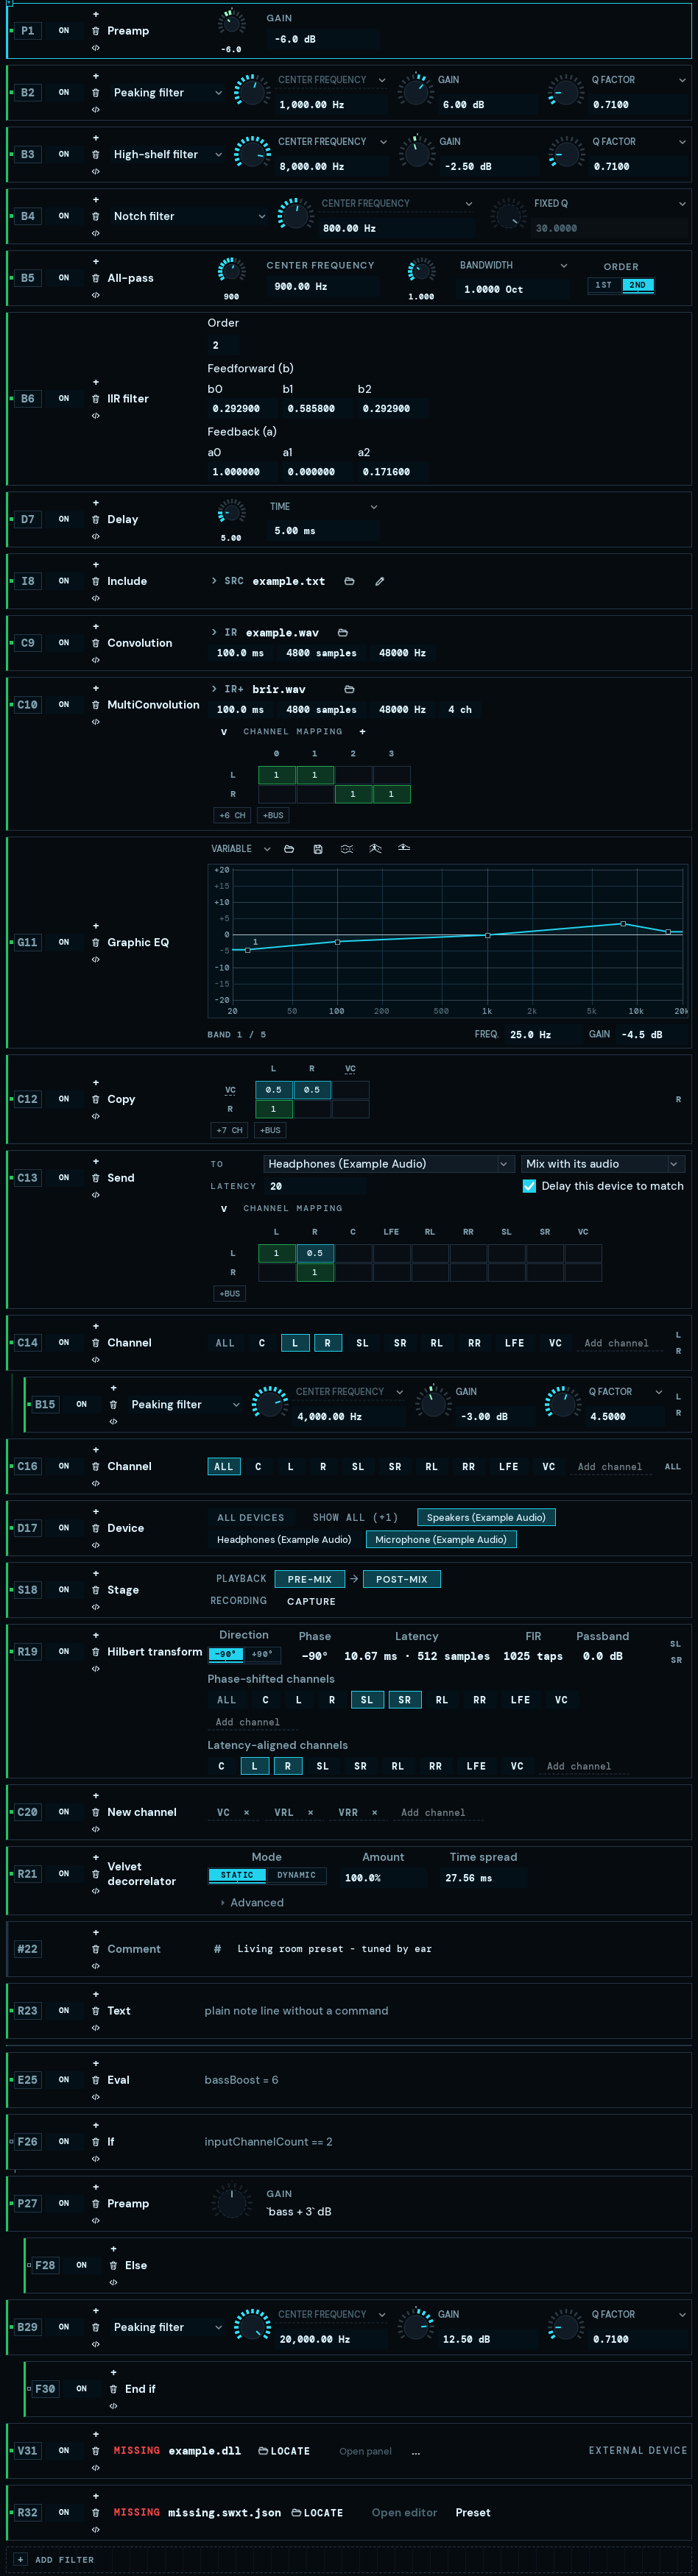 P1 ON + Preamp GAIN
-6.0 -6.0 dB
B2 ON + Peaking filter CENTER FREQUENCY GAIN Q FACTOR
1,000.00 Hz 6.00 dB 0.7100
B3 ON + High-shelf filter CENTER FREQUENCY GAIN Q FACTOR
8,000.00 Hz -2.50 dB 0.7100
B4 ON + Notch filter CENTER FREQUENCY FIXED Q
800.00 Hz 30.0000
B5 ON + All-pass CENTER FREQUENCY BANDWIDTH ORDER
900 900.00 Hz 1.000 1.0000 Oct 1ST 2ND
Order
2
Feedforward (b)
b0 b1 b2
B6 ON + IIR filter 0.292900 0.585800 0.292900
Feedback (a)
a0 a1 a2
1.000000 0.000000 0.171600
D7 ON + Delay TIME
5.00 5.00 ms
I8 ON + Include SRC example.txt
C9 ON + Convolution IR example.wav
100.0 ms 4800 samples 48000 Hz
C10 ON + MultiConvolution IR+ brir.wav
100.0 ms 4800 samples 48000 Hz 4 ch
v CHANNEL MAPPING +
0 1 2 3
L 1 1
R 1 1
+6 CH +BUS
VARIABLE
+20
+15
+10
+5
G11 ON + Graphic EQ 0 1
-5
-10
-15
-20
20 50 100 200 500 1k 2k 5k 10k 20k
BAND 1 / 5 FREQ. 25.0 Hz GAIN -4.5 dB
L R VC
C12 ON + Copy VC 0.5 0.5 R
R 1
+7 CH +BUS
C13 ON + Send TO Headphones (Example Audio) Mix with its audio
LATENCY 20 Delay this device to match
v CHANNEL MAPPING
L R C LFE RL RR SL SR VC
L 1 0.5
R 1
+BUS
C14 ON + Channel ALL C L R SL SR RL RR LFE VC Add channel L
R
B15 ON + Peaking filter CENTER FREQUENCY GAIN Q FACTOR L
4,000.00 Hz -3.00 dB 4.5000 R
C16 ON + Channel ALL C L R SL SR RL RR LFE VC Add channel ALL
D17 ON + Device ALL DEVICES SHOW ALL (+1) Speakers (Example Audio)
Headphones (Example Audio) Microphone (Example Audio)
S18 ON + Stage PLAYBACK PRE-MIX → POST-MIX
RECORDING CAPTURE
R19 ON + Hilbert transform Direction Phase Latency FIR Passband SL
−90° +90° −90° 10.67 ms · 512 samples 1025 taps 0.0 dB SR
Phase-shifted channels
ALL C L R SL SR RL RR LFE VC
Add channel
Latency-aligned channels
C L R SL SR RL RR LFE VC Add channel
C20 ON + New channel VC × VRL × VRR × Add channel
R21 ON + Velvet decorrelator Mode Amount Time spread
STATIC DYNAMIC 100.0% 27.56 ms
Advanced
#22 + Comment # Living room preset - tuned by ear
R23 ON + Text plain note line without a command
E25 ON + Eval bassBoost = 6
F26 ON + If inputChannelCount == 2
P27 ON + Preamp GAIN
`bass + 3` dB
F28 ON + Else
B29 ON + Peaking filter CENTER FREQUENCY GAIN Q FACTOR
20,000.00 Hz 12.50 dB 0.7100
F30 ON + End if
V31 ON + MISSING example.dll LOCATE Open panel ... EXTERNAL DEVICE
R32 ON + MISSING missing.swxt.json LOCATE Open editor Preset
+ ADD FILTER